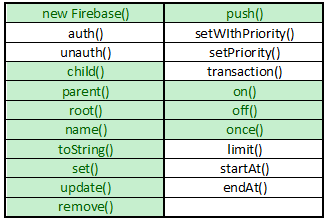 new Firebase() push()
auth() setWIthPriority()
unauth() setPriority()
child() transaction()
parent() on()
root() off()
name() once()
toString() limit()
set() startAt()
update() endAt()
remove()